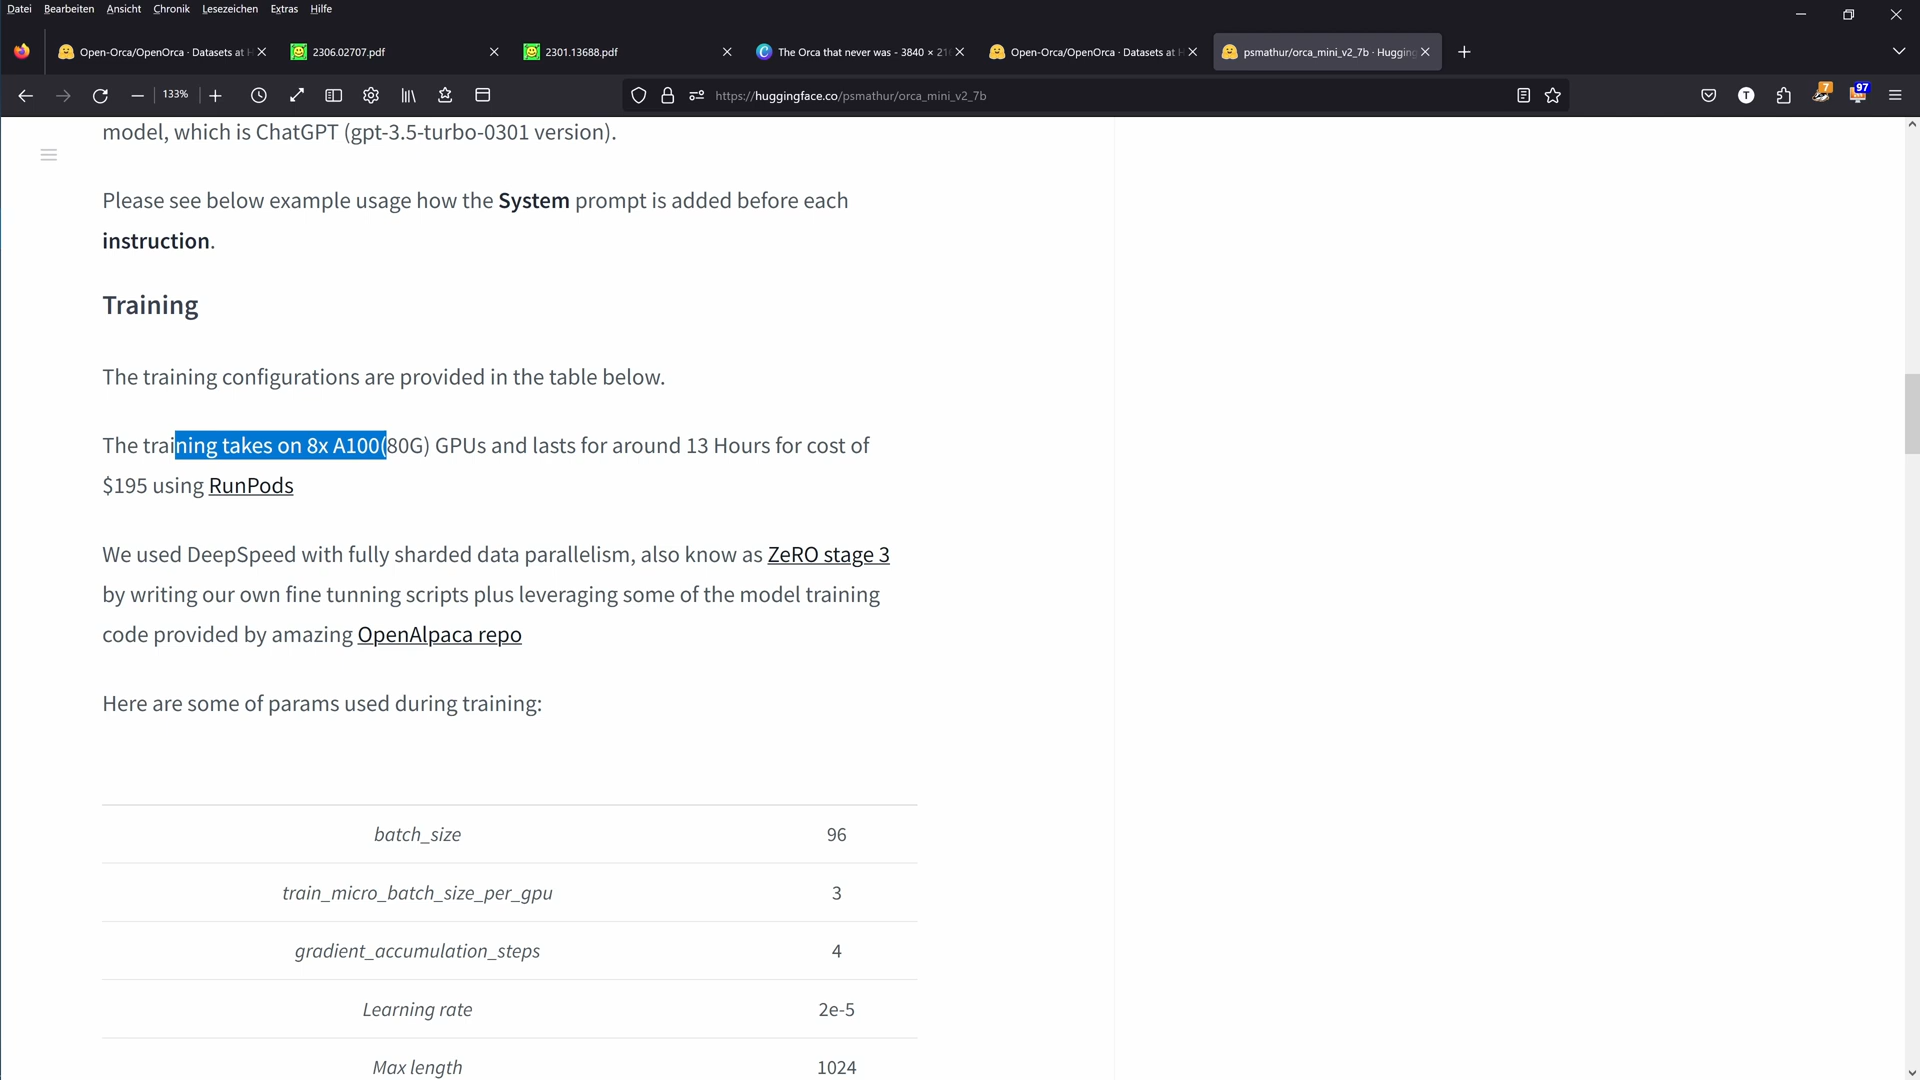 Datei Bearbeiten Ansicht Chronik Lesezeichen Extras Hilfe
Open-Orca/OpenOrca · Datasets at H
2306.02707.pdf
2301.13688.pdf
The Orca that never was - 3840 × 216
Open-Orca/OpenOrca · Datasets at H
psmathur/orca_mini_v2_7b · Hugging
133%
https://huggingface.co/psmathur/orca_mini_v2_7b
T
7
97
model, which is ChatGPT (gpt-3.5-turbo-0301 version).
Please see below example usage how the System prompt is added before each
instruction.
Training
The training configurations are provided in the table below.
The training takes on 8x A100(80G) GPUs and lasts for around 13 Hours for cost of
$195 using RunPods
We used DeepSpeed with fully sharded data parallelism, also know as ZeRO stage 3
by writing our own fine tunning scripts plus leveraging some of the model training
code provided by amazing OpenAlpaca repo
Here are some of params used during training:
batch_size 96
train_micro_batch_size_per_gpu 3
gradient_accumulation_steps 4
Learning rate 2e-5
Max length 1024